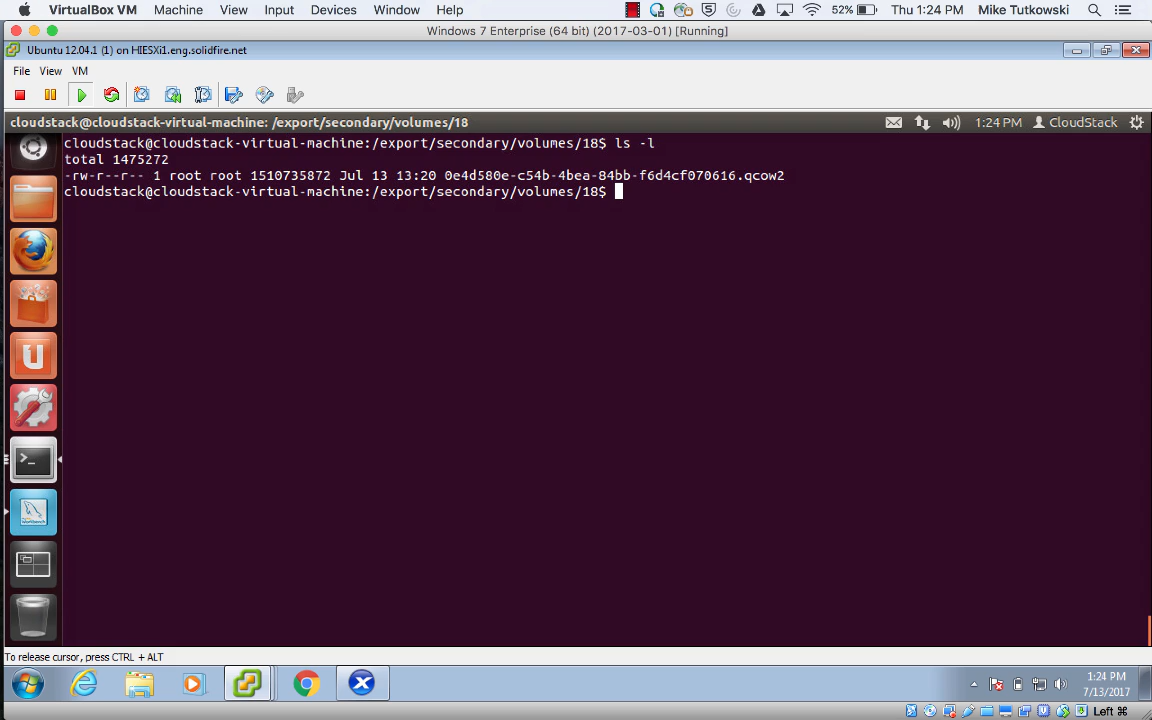 VirtualBox VM Machine View Input Devices Window Help 52% Thu 1:24 PM Mike Tutkowski
Windows 7 Enterprise (64 bit) (2017-03-01) [Running]
Ubuntu 12.04.1 (1) on HIESXi1.eng.solidfire.net
File View VM
cloudstack@cloudstack-virtual-machine: /export/secondary/volumes/18 1:24 PM CloudStack
cloudstack@cloudstack-virtual-machine:/export/secondary/volumes/18$ ls -l
total 1475272
-rw-r--r-- 1 root root 1510735872 Jul 13 13:20 0e4d580e-c54b-4bea-84bb-f6d4cf070616.qcow2
cloudstack@cloudstack-virtual-machine:/export/secondary/volumes/18$
To release cursor, press CTRL + ALT
1:24 PM
7/13/2017
Left ⌘